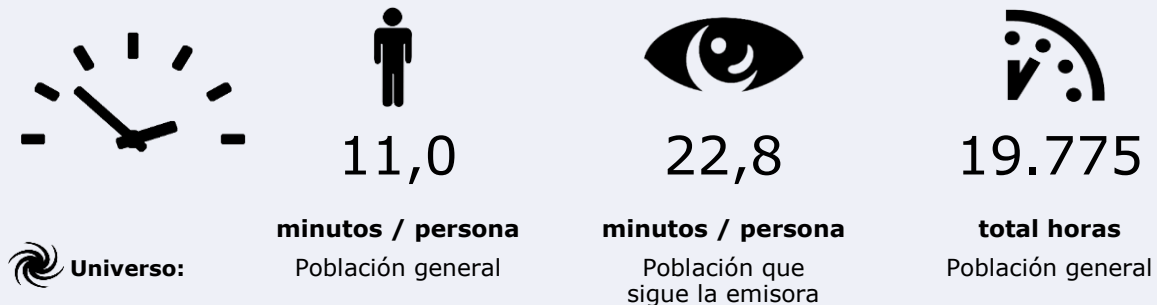 11,0
22,8
19.775
minutos / persona
minutos / persona
total horas
Universo:
Población general
Población que
sigue la emisora
Población general